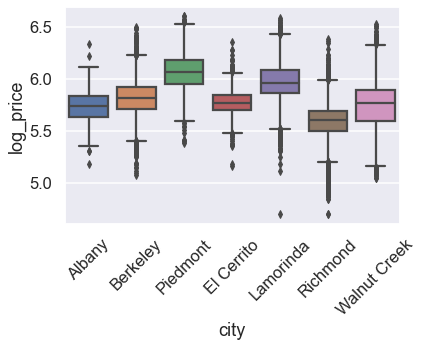 6.5
6.0
5.5
5.0
log_price
Albany
Berkeley
Piedmont
El Cerrito
Lamorinda
Richmond
Walnut Creek
city